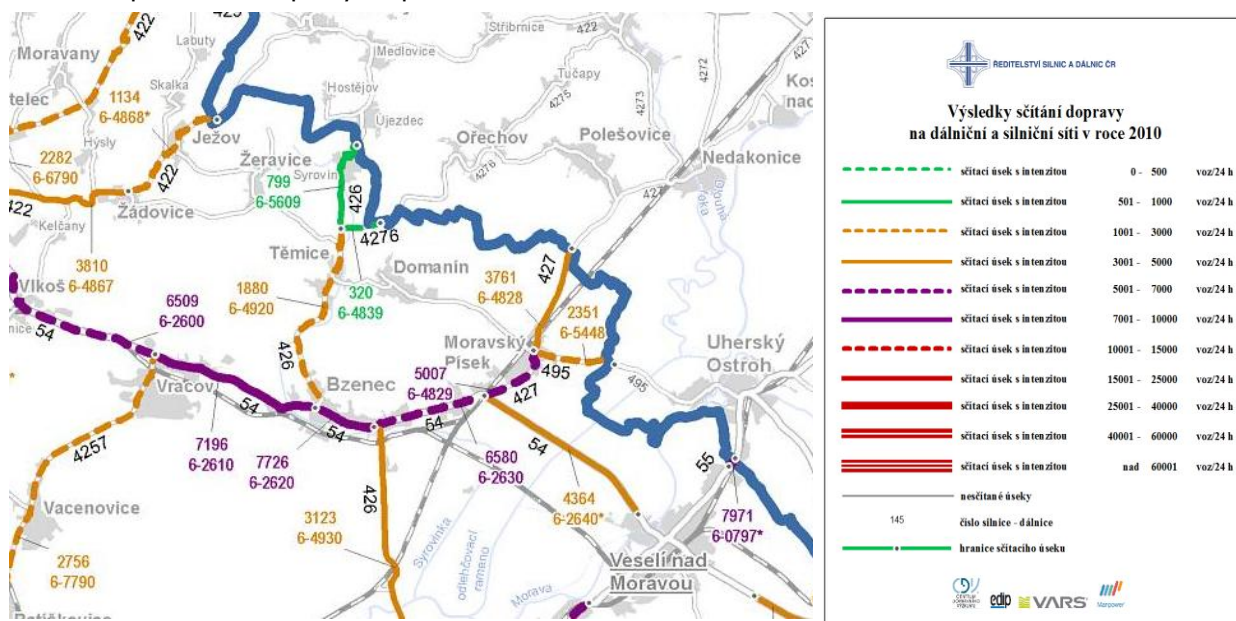 422
425
Labuty
Medlovice
Stříbrnice
422
427
Moravany
Skalka
Hostějov
Tučapy
4272
Újezdec
4275
4273
1134
6-4868*
Ježov
Ořechov
Polešovice
Hýsly
2282
6-6790
422
Žeravice
Syrovín
4276
Nedakonice
799
6-5609
426
427
Žádovice
422
Kelčany
4276
Dlouhá
řeka
Těmice
Domanín
427
3810
6-4867
3761
6-4828
Vlkoš
1880
6-4920
320
6-4839
2351
6-5448
6509
6-2600
54
426
Moravský
Písek
Uherský
Ostroh
495
495
Bzenec
5007
6-4829
427
Vracov
54
54
54
54
4257
7196
6-2610
7726
6-2620
6580
6-2630
55
426
4364
6-2640*
Vacenovice
3123
6-4930
Syrovinka
odlehčovací
rameno
7971
6-0797*
2756
6-7790
Veselí nad
Moravou
Morava
ŘEDITELSTVÍ SILNIC A DÁLNIC ČR
Výsledky sčítání dopravy
na dálniční a silniční síti v roce 2010
sčítací úsek s intenzitou 0 - 500 voz/24 h
sčítací úsek s intenzitou 501 - 1000 voz/24 h
sčítací úsek s intenzitou 1001 - 3000 voz/24 h
sčítací úsek s intenzitou 3001 - 5000 voz/24 h
sčítací úsek s intenzitou 5001 - 7000 voz/24 h
sčítací úsek s intenzitou 7001 - 10000 voz/24 h
sčítací úsek s intenzitou 10001 - 15000 voz/24 h
sčítací úsek s intenzitou 15001 - 25000 voz/24 h
sčítací úsek s intenzitou 25001 - 40000 voz/24 h
sčítací úsek s intenzitou 40001 - 60000 voz/24 h
sčítací úsek s intenzitou nad 60001 voz/24 h
nesčítané úseky
145 číslo silnice - dálnice
hranice sčítacího úseku
edip VARS Manpower